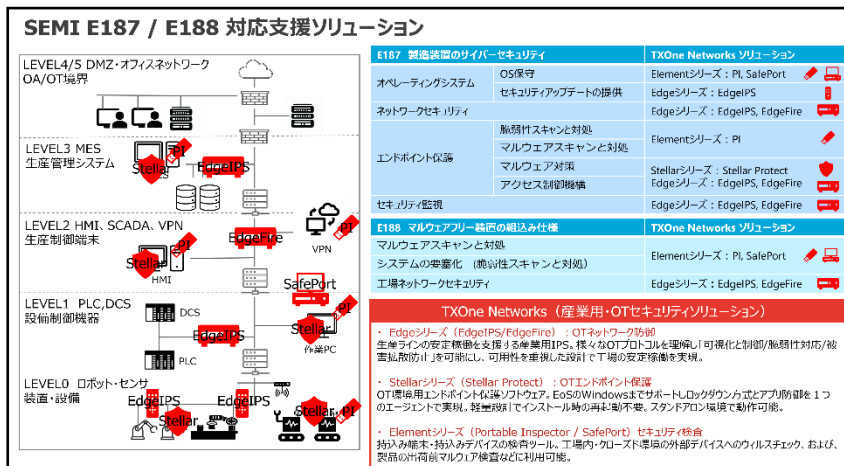 SEMI E187 / E188 対応支援ソリューション
LEVEL4/5 DMZ・オフィスネットワーク
OA/OT境界
LEVEL3 MES
生産管理システム
Stellar
PI
EdgeIPS
LEVEL2 HMI、SCADA、VPN
生産制御端末
Stellar
PI
HMI
EdgeFire
PI
VPN
LEVEL1 PLC,DCS
設備制御機器
DCS
PLC
EdgeIPS
SafePort
Stellar
PI
作業PC
LEVEL0 ロボット・センサ
装置・設備
EdgeIPS
EdgeIPS
Stellar
Stellar
PI
E187 製造装置のサイバーセキュリティ
TXOne Networks ソリューション
オペレーティングシステム
OS保守
Elementシリーズ：PI, SafePort
セキュリティアップデートの提供
Edgeシリーズ：EdgeIPS
ネットワークセキュリティ
Edgeシリーズ：EdgeIPS, EdgeFire
エンドポイント保護
脆弱性スキャンと対処
マルウェアスキャンと対処
Elementシリーズ：PI
マルウェア対策
アクセス制御機構
Stellarシリーズ：Stellar Protect
Edgeシリーズ：EdgeIPS, EdgeFire
セキュリティ監視
Edgeシリーズ：EdgeIPS, EdgeFire
E188 マルウェアフリー装置の組込み仕様
TXOne Networks ソリューション
マルウェアスキャンと対処
システムの要塞化（脆弱性スキャンと対処）
Elementシリーズ：PI, SafePort
工場ネットワークセキュリティ
Edgeシリーズ：EdgeIPS, EdgeFire
TXOne Networks（産業用・OTセキュリティソリューション）
・ Edgeシリーズ（EdgeIPS/EdgeFire）：OTネットワーク防御
生産ラインの安定稼働を支援する産業用IPS。様々なOTプロトコルを理解し「可視化と制御/脆弱性対応/被
害拡散防止」を可能にし、可用性を重視した設計で工場の安定稼働を実現。
・ Stellarシリーズ（Stellar Protect）：OTエンドポイント保護
OT環境用エンドポイント保護ソフトウェア。EoSのWindowsまでサポートしロックダウン方式とアプリ防御を１つ
のエージェントで実現。軽量設計でインストール時の再起動不要。スタンドアロン環境で動作可能。
・ Elementシリーズ（Portable Inspector / SafePort）セキュリティ検査
持込み端末・持込みデバイスの検査ツール。工場内・クローズド環境の外部デバイスへのウィルスチェック、および、
製品の出荷前マルウェア検査などに利用可能。